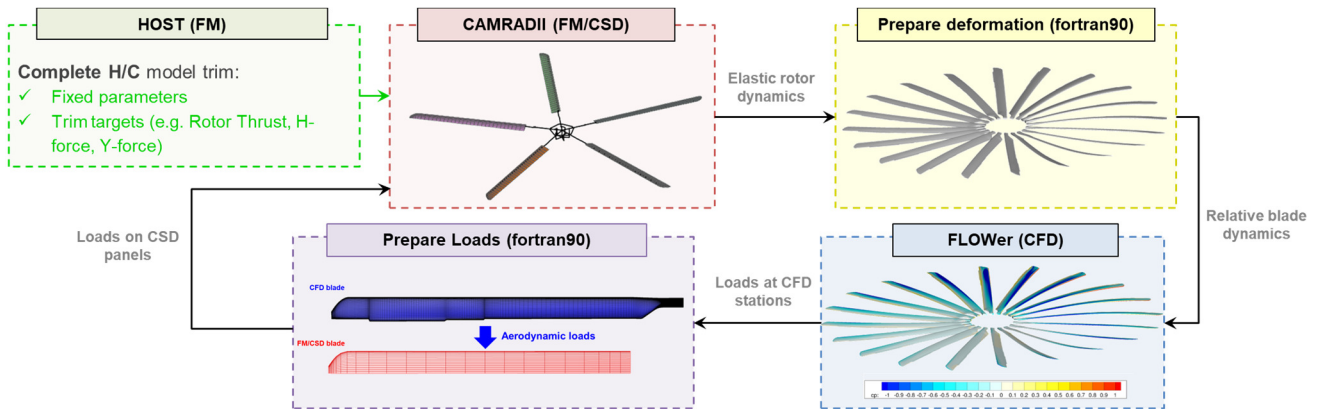 HOST (FM)
Complete H/C model trim:
✓ Fixed parameters
✓ Trim targets (e.g. Rotor Thrust, H-
force, Y-force)
CAMRADII (FM/CSD)
Elastic rotor
dynamics
Prepare deformation (fortran90)
Relative blade
dynamics
FLOWer (CFD)
cp: -1 -0.9 -0.8 -0.7 -0.6 -0.5 -0.4 -0.3 -0.2 -0.1 0 0.1 0.2 0.3 0.4 0.5 0.6 0.7 0.8 0.9 1
Loads at CFD
stations
Prepare Loads (fortran90)
CFD blade
Aerodynamic loads
FM/CSD blade
Loads on CSD
panels